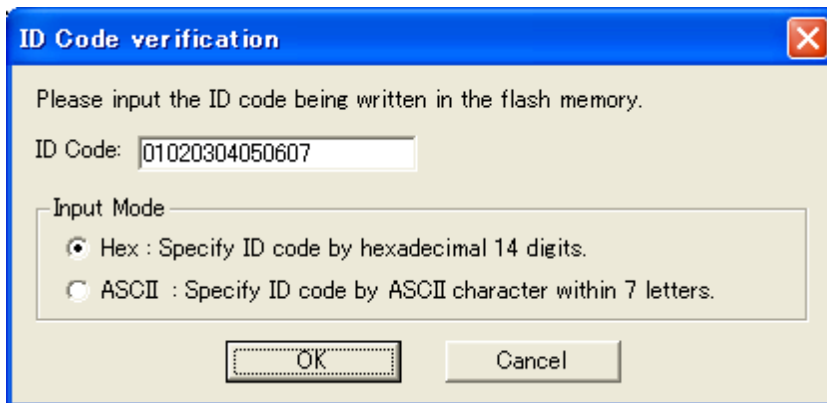 ID Code verification
Please input the ID code being written in the flash memory.
ID Code: 01020304050607
Input Mode
Hex : Specify ID code by hexadecimal 14 digits.
ASCII : Specify ID code by ASCII character within 7 letters.
OK Cancel